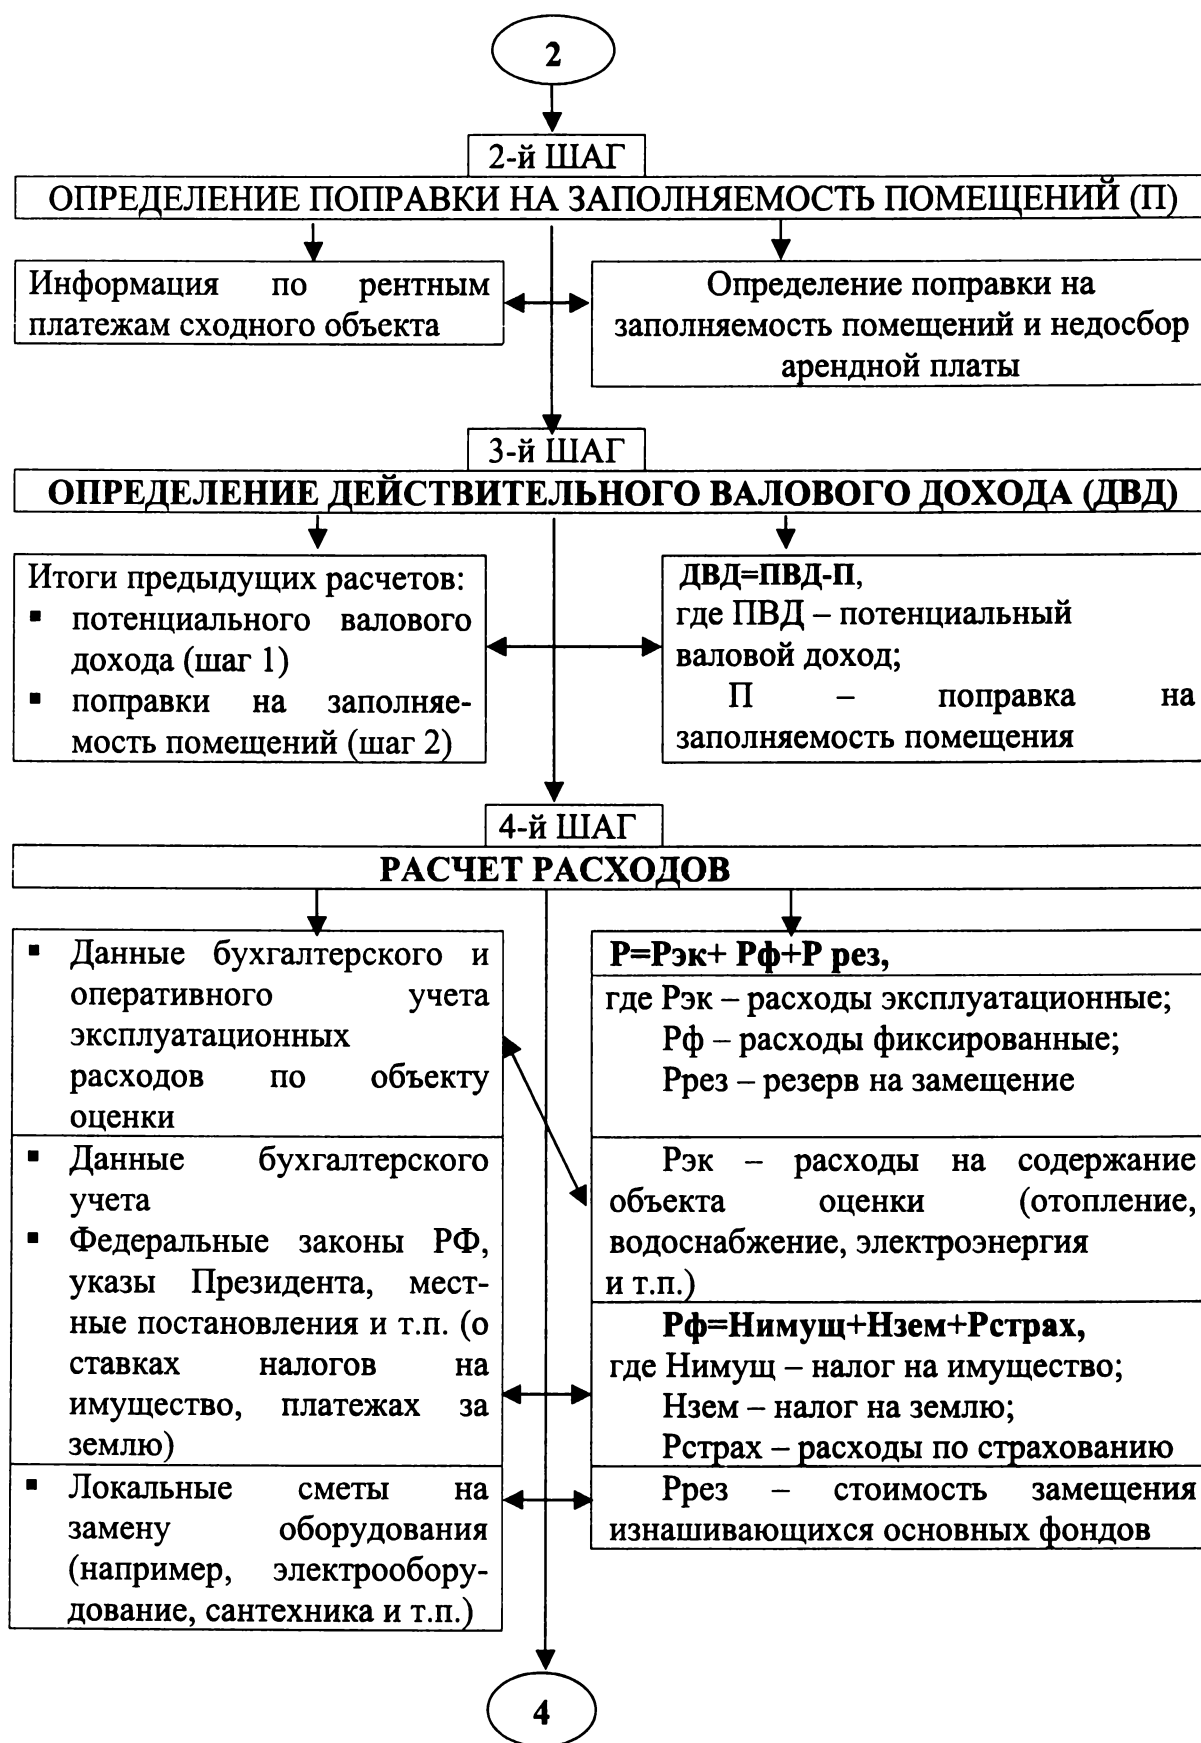 2
2-й ШАГ
ОПРЕДЕЛЕНИЕ ПОПРАВКИ НА ЗАПОЛНЯЕМОСТЬ ПОМЕЩЕНИЙ (П)
Информация по рентным
платежам сходного объекта
Определение поправки на
заполняемость помещений и недосбор
арендной платы
3-й ШАГ
ОПРЕДЕЛЕНИЕ ДЕЙСТВИТЕЛЬНОГО ВАЛОВОГО ДОХОДА (ДВД)
Итоги предыдущих расчетов:
▪ потенциального валового
дохода (шаг 1)
▪ поправки на заполняе-
мость помещений (шаг 2)
ДВД=ПВД-П,
где ПВД – потенциальный
валовой доход;
П – поправка на
заполняемость помещения
4-й ШАГ
РАСЧЕТ РАСХОДОВ
▪ Данные бухгалтерского и
оперативного учета
эксплуатационных
расходов по объекту
оценки
▪ Данные бухгалтерского
учета
▪ Федеральные законы РФ,
указы Президента, мест-
ные постановления и т.п. (о
ставках налогов на
имущество, платежах за
землю)
▪ Локальные сметы на
замену оборудования
(например, электрообору-
дование, сантехника и т.п.)
Р=Рэк+ Рф+Р рез,
где Рэк – расходы эксплуатационные;
Рф – расходы фиксированные;
Ррез – резерв на замещение
Рэк – расходы на содержание
объекта оценки (отопление,
водоснабжение, электроэнергия
и т.п.)
Рф=Нимущ+Нзем+Рстрах,
где Нимущ – налог на имущество;
Нзем – налог на землю;
Рстрах – расходы по страхованию
Ррез – стоимость замещения
изнашивающихся основных фондов
4